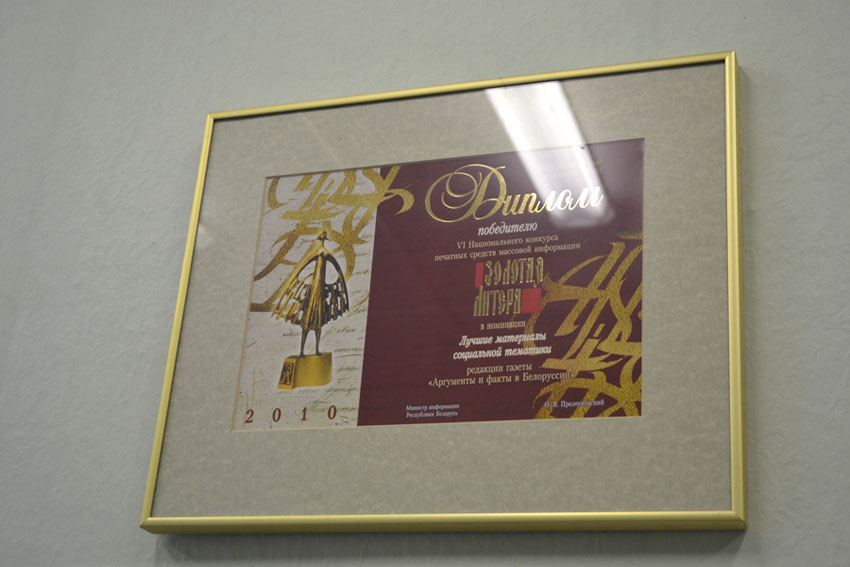 Диплом
победителю
VI Национального конкурса
печатных средств массовой информации
ЗОЛОТАЯ
ЛИТЕРА
в номинации
Лучшие материалы
социальной тематики
редакции газеты
«Аргументы и факты в Белоруссии»
2010
Министр информации
Республики Беларусь
О. В. Пролесковский